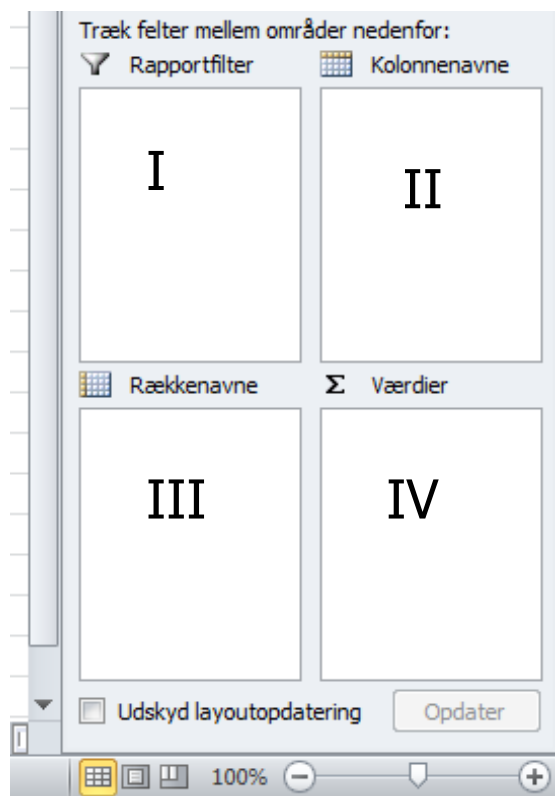 Træk felter mellem områder nedenfor:
Rapportfilter
Kolonnenavne
I
II
Rækkenavne
Σ Værdier
III
IV
Udskyd layoutopdatering
Opdater
100%